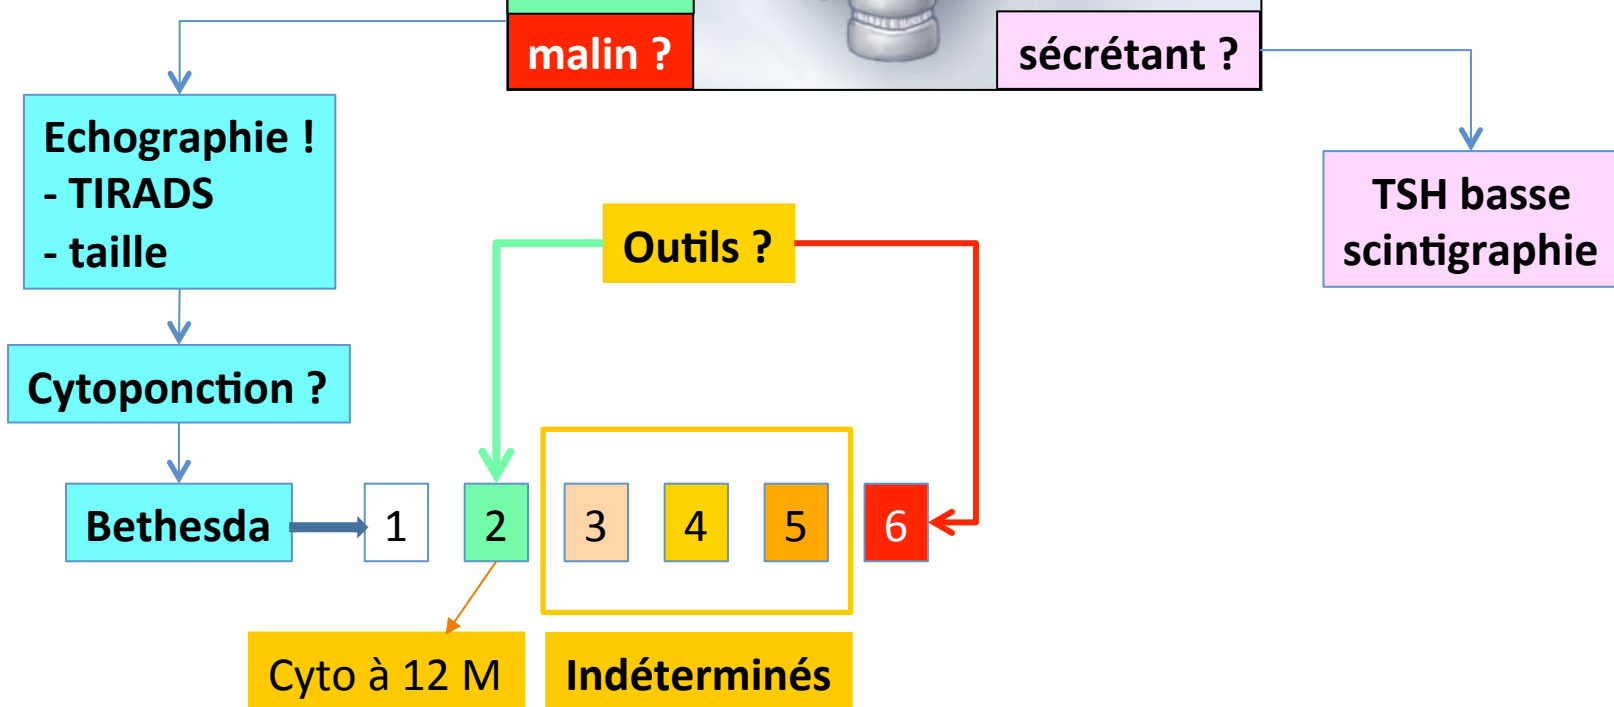 malin ?
sécrétant ?
Echographie !
- TIRADS
- taille
TSH basse
scintigraphie
Outils ?
Cytoponction ?
Bethesda
1
2
3
4
5
6
Cyto à 12 M
Indéterminés